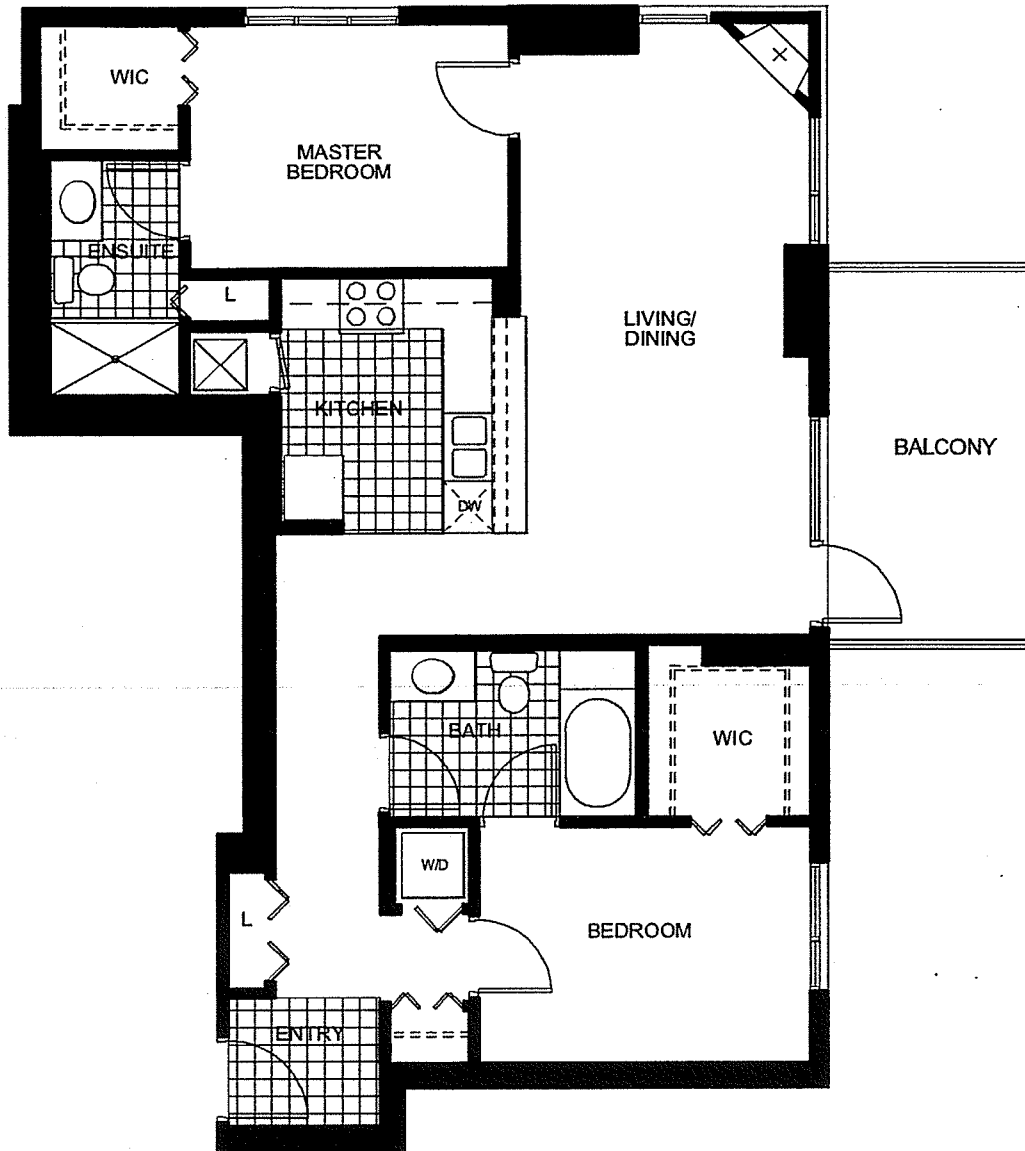 WIC
MASTER
BEDROOM
ENSUITE
L
LIVING/
DINING
KITCHEN
BALCONY
DW
BATH
WIC
W/D
L
BEDROOM
ENTRY